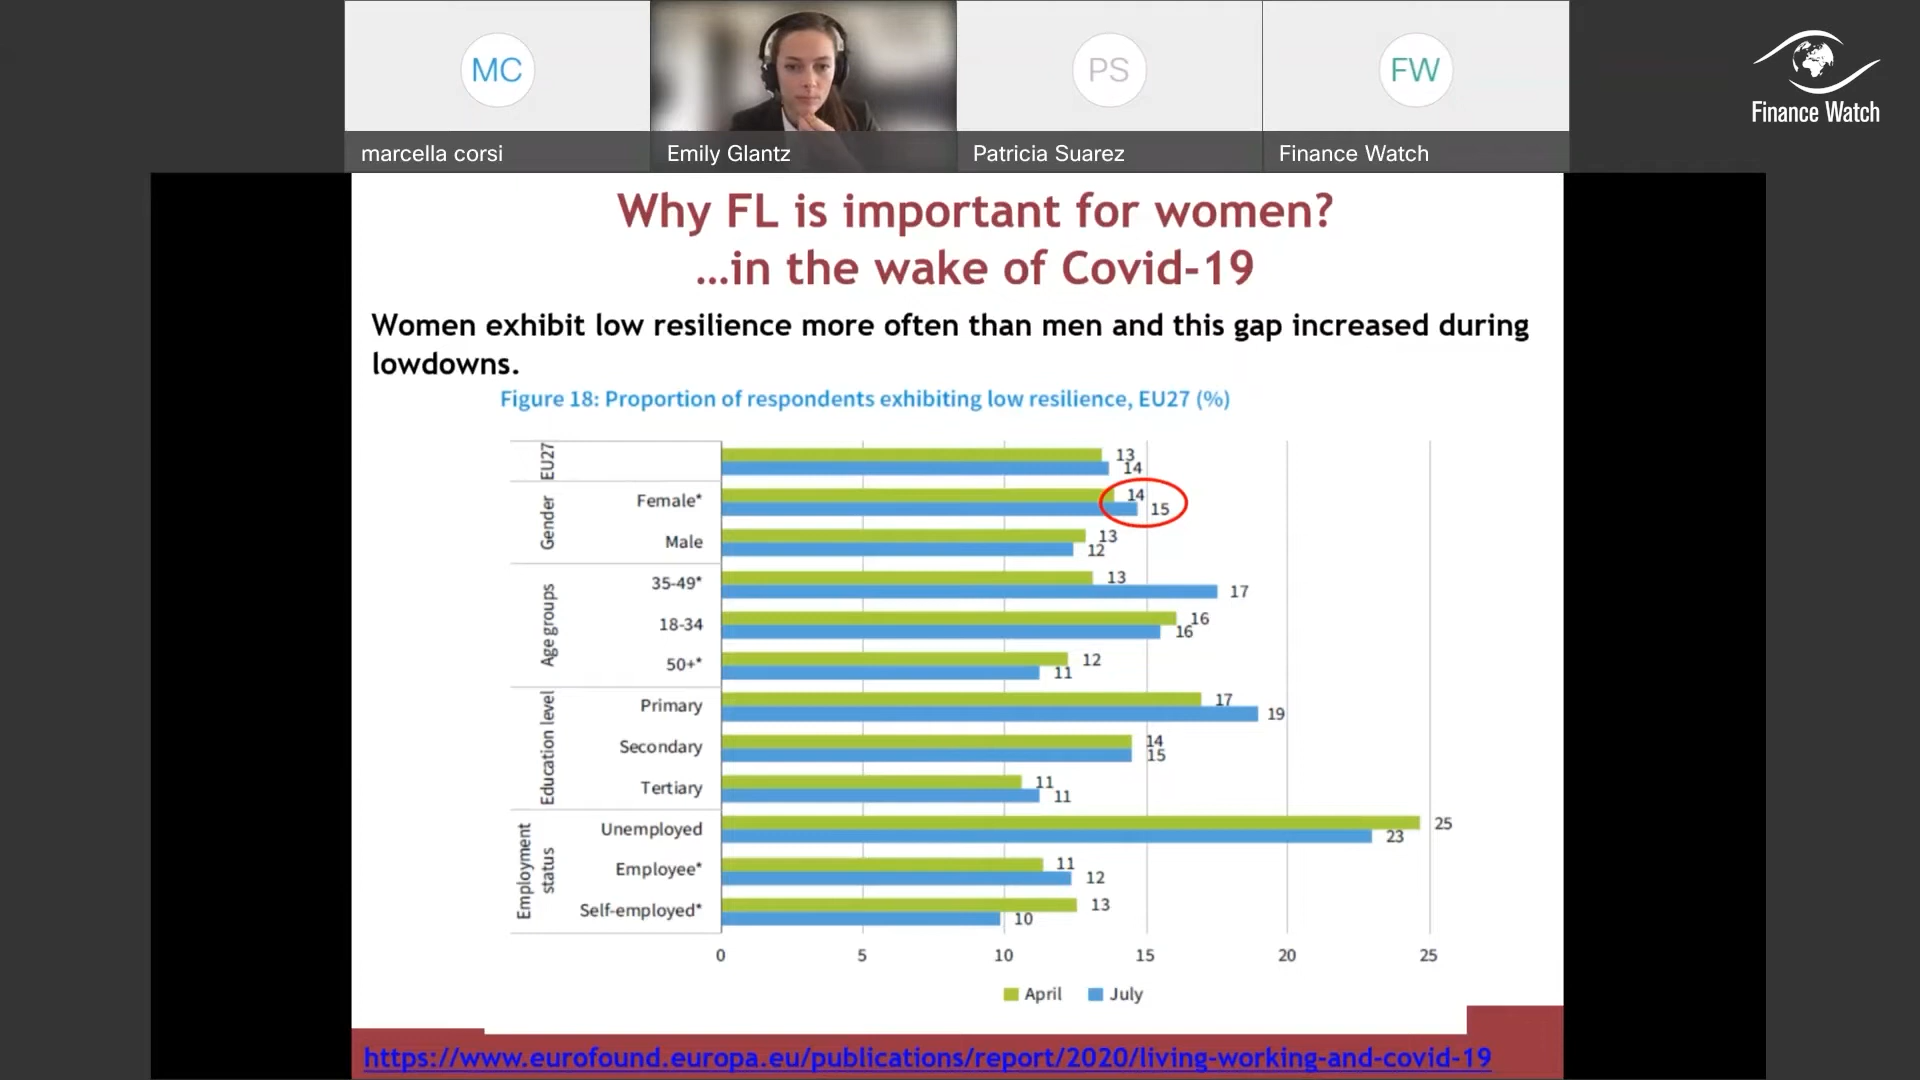 MC
PS
FW
marcella corsi
Emily Glantz
Patricia Suarez
Finance Watch
Finance Watch
Why FL is important for women?
...in the wake of Covid-19
Women exhibit low resilience more often than men and this gap increased during
lowdowns.
Figure 18: Proportion of respondents exhibiting low resilience, EU27 (%)
EU27
13
14
Gender
Female*
14
15
Male
13
12
Age groups
35-49*
13
17
18-34
16
16
50+*
12
11
Education level
Primary
17
19
Secondary
14
15
Tertiary
11
11
Employment
status
Unemployed
25
23
Employee*
11
12
Self-employed*
13
10
0 5 10 15 20 25
April July
https://www.eurofound.europa.eu/publications/report/2020/living-working-and-covid-19